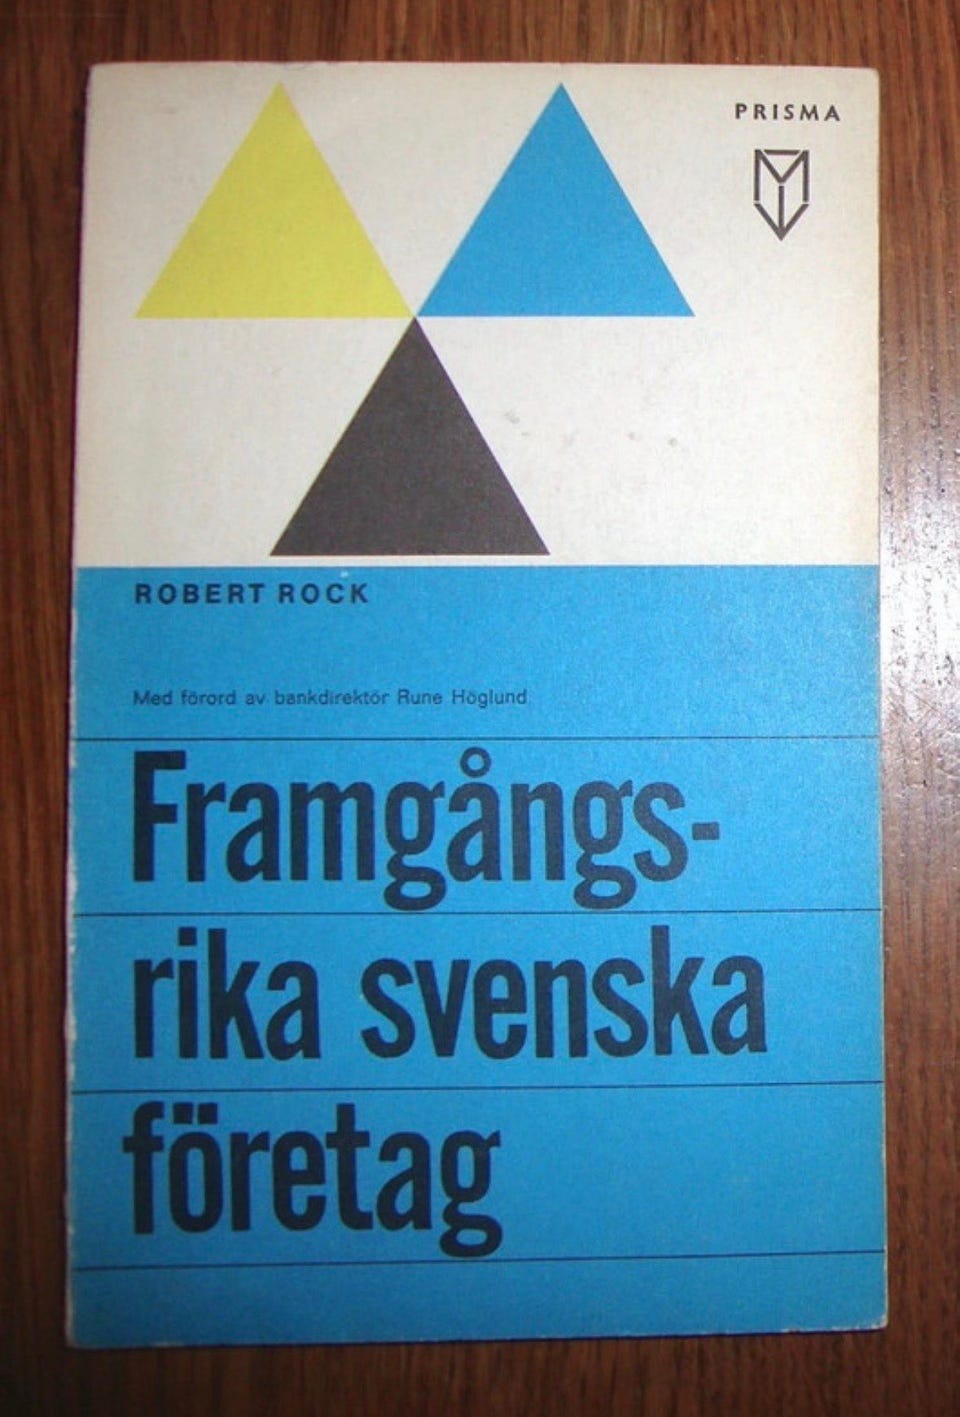 PRISMA
ROBERT ROCK
Med förord av bankdirektör Rune Höglund
Framgångs-
rika svenska
företag